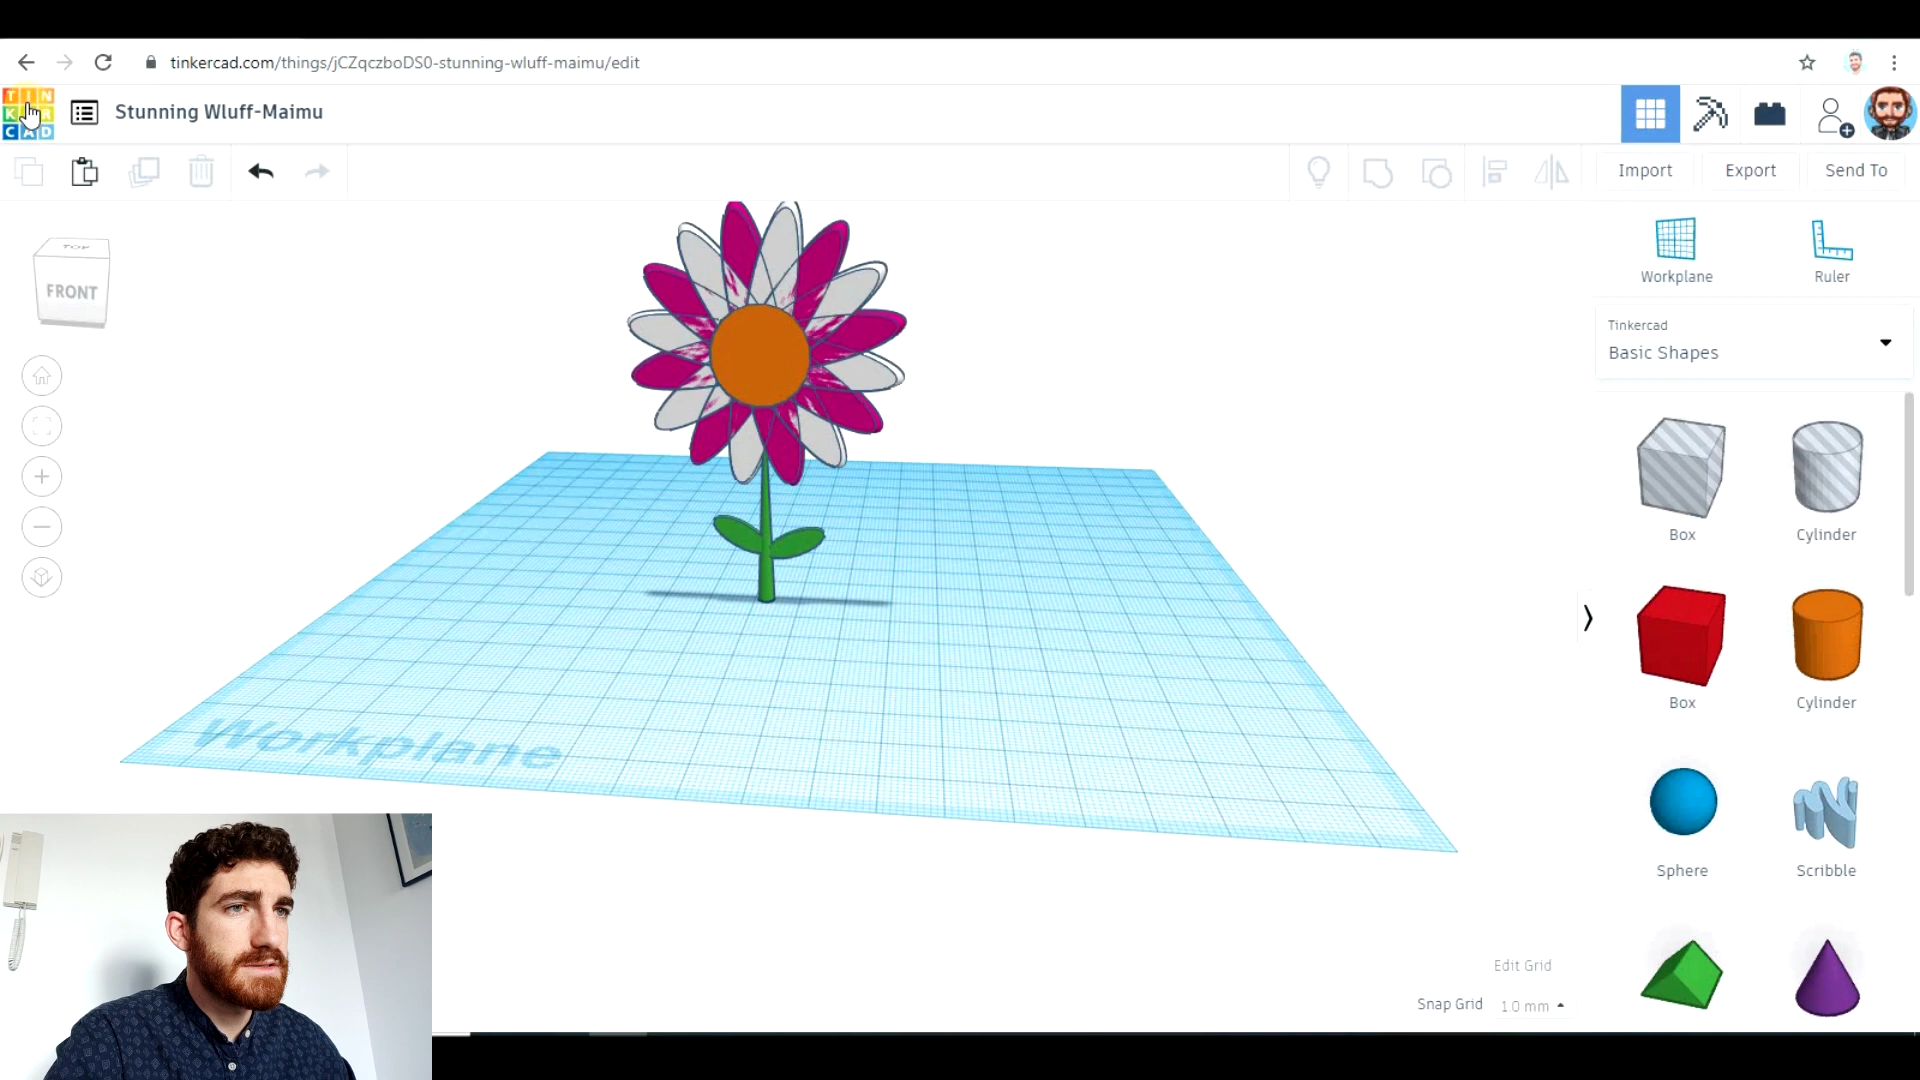 tinkercad.com/things/jCZqczboDS0-stunning-wluff-maimu/edit
TIN
KER
CAD
Stunning Wluff-Maimu
Import
Export
Send To
TOP
FRONT
Workplane
Ruler
Tinkercad
Basic Shapes
Box
Cylinder
Box
Cylinder
Sphere
Scribble
Workplane
Edit Grid
Snap Grid
1.0 mm